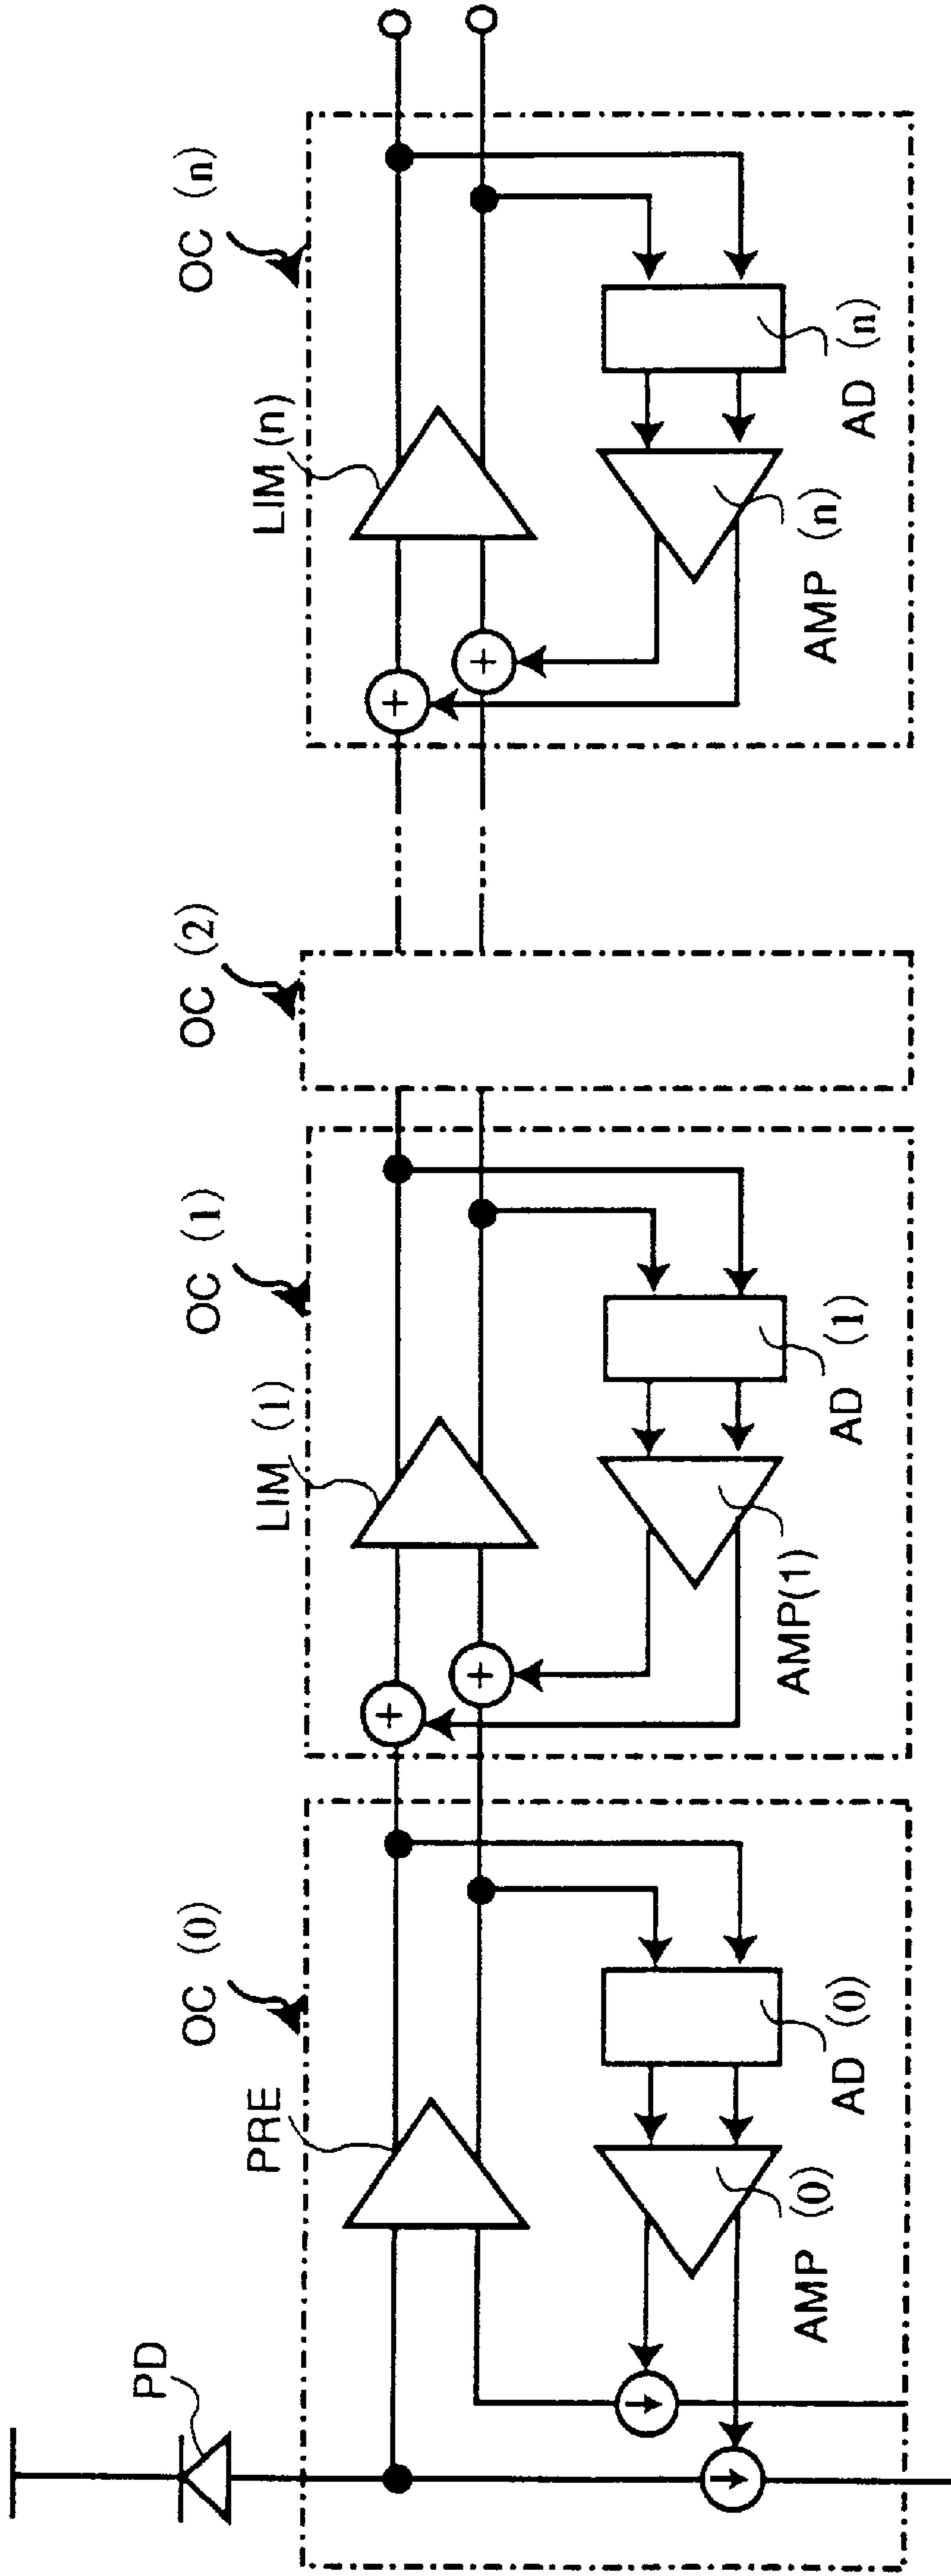 OC (n)
LIM (n)
AD (n)
AMP (n)
OC (2)
OC (1)
LIM (1)
AD (1)
AMP(1)
OC (0)
PRE
AD (0)
AMP (0)
PD
+
+
+
+